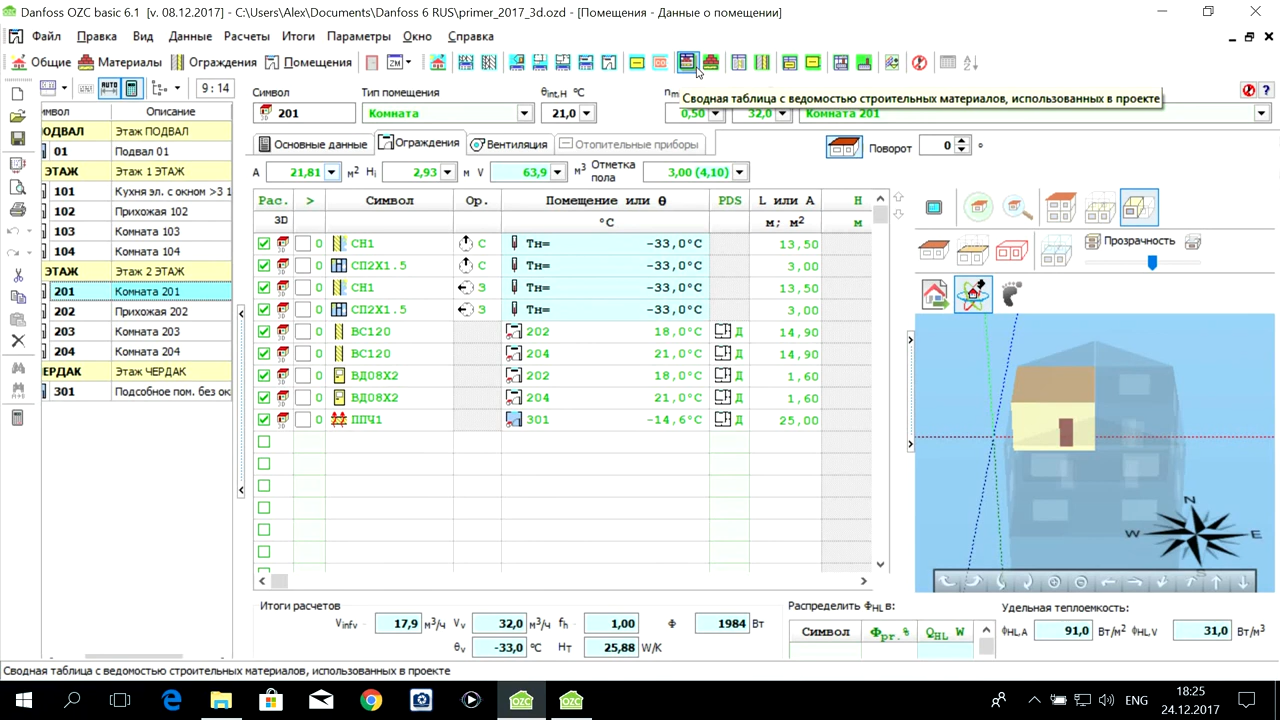 Danfoss OZC basic 6.1 [v. 08.12.2017] - C:\Users\Alex\Documents\Danfoss 6 RUS\primer_2017_3d.ozd - [Помещения - Данные о помещении]
Файл Правка Вид Данные Расчеты Итоги Параметры Окно Справка
Общие Материалы Ограждения Помещения ZM
AUTO 9 : 14
Символ Тип помещения θint,H °C
Сводная таблица с ведомостью строительных материалов, использованных в проекте
201 Комната 21,0 0,50 32,0 Комната 201
Основные данные Ограждения Вентиляция Отопительные приборы Поворот 0 °
A 21,81 м² Hi 2,93 м V 63,9 м³ Отметка пола 3,00 (4,10)
имвол Описание
ОДВАЛ Этаж ПОДВАЛ
01 Подвал 01
ЭТАЖ Этаж 1 ЭТАЖ
101 Кухня эл. с окном >3 1
102 Прихожая 102
103 Комната 103
104 Комната 104
ЭТАЖ Этаж 2 ЭТАЖ
201 Комната 201
202 Прихожая 202
203 Комната 203
204 Комната 204
ЕРДАК Этаж ЧЕРДАК
301 Подсобное пом. без ок
Рас. > Символ Ор. Помещение или θ PDS L или A H
3D °C м; м² м
0 СН1 С Тн= -33,0°C 13,50
0 СП2Х1.5 С Тн= -33,0°C 3,00
0 СН1 З Тн= -33,0°C 13,50
0 СП2Х1.5 З Тн= -33,0°C 3,00
0 ВС120 202 18,0°C Д 14,90
0 ВС120 204 21,0°C Д 14,90
0 ВД08Х2 202 18,0°C Д 1,60
0 ВД08Х2 204 21,0°C Д 1,60
0 ППЧ1 301 -14,6°C Д 25,00
Прозрачность
N
W E
S
Итоги расчетов
Vinfv 17,9 м³/ч Vv 32,0 м³/ч fh 1,00 Φ 1984 Вт
θv -33,0 °C HT 25,88 W/K
Распределить ΦHL в:
Символ Φpr.% QHL W
Удельная теплоемкость:
ΦHL,A 91,0 Вт/м² ΦHL,V 31,0 Вт/м³
Сводная таблица с ведомостью строительных материалов, использованных в проекте
OZC OZC ENG 18:25
24.12.2017